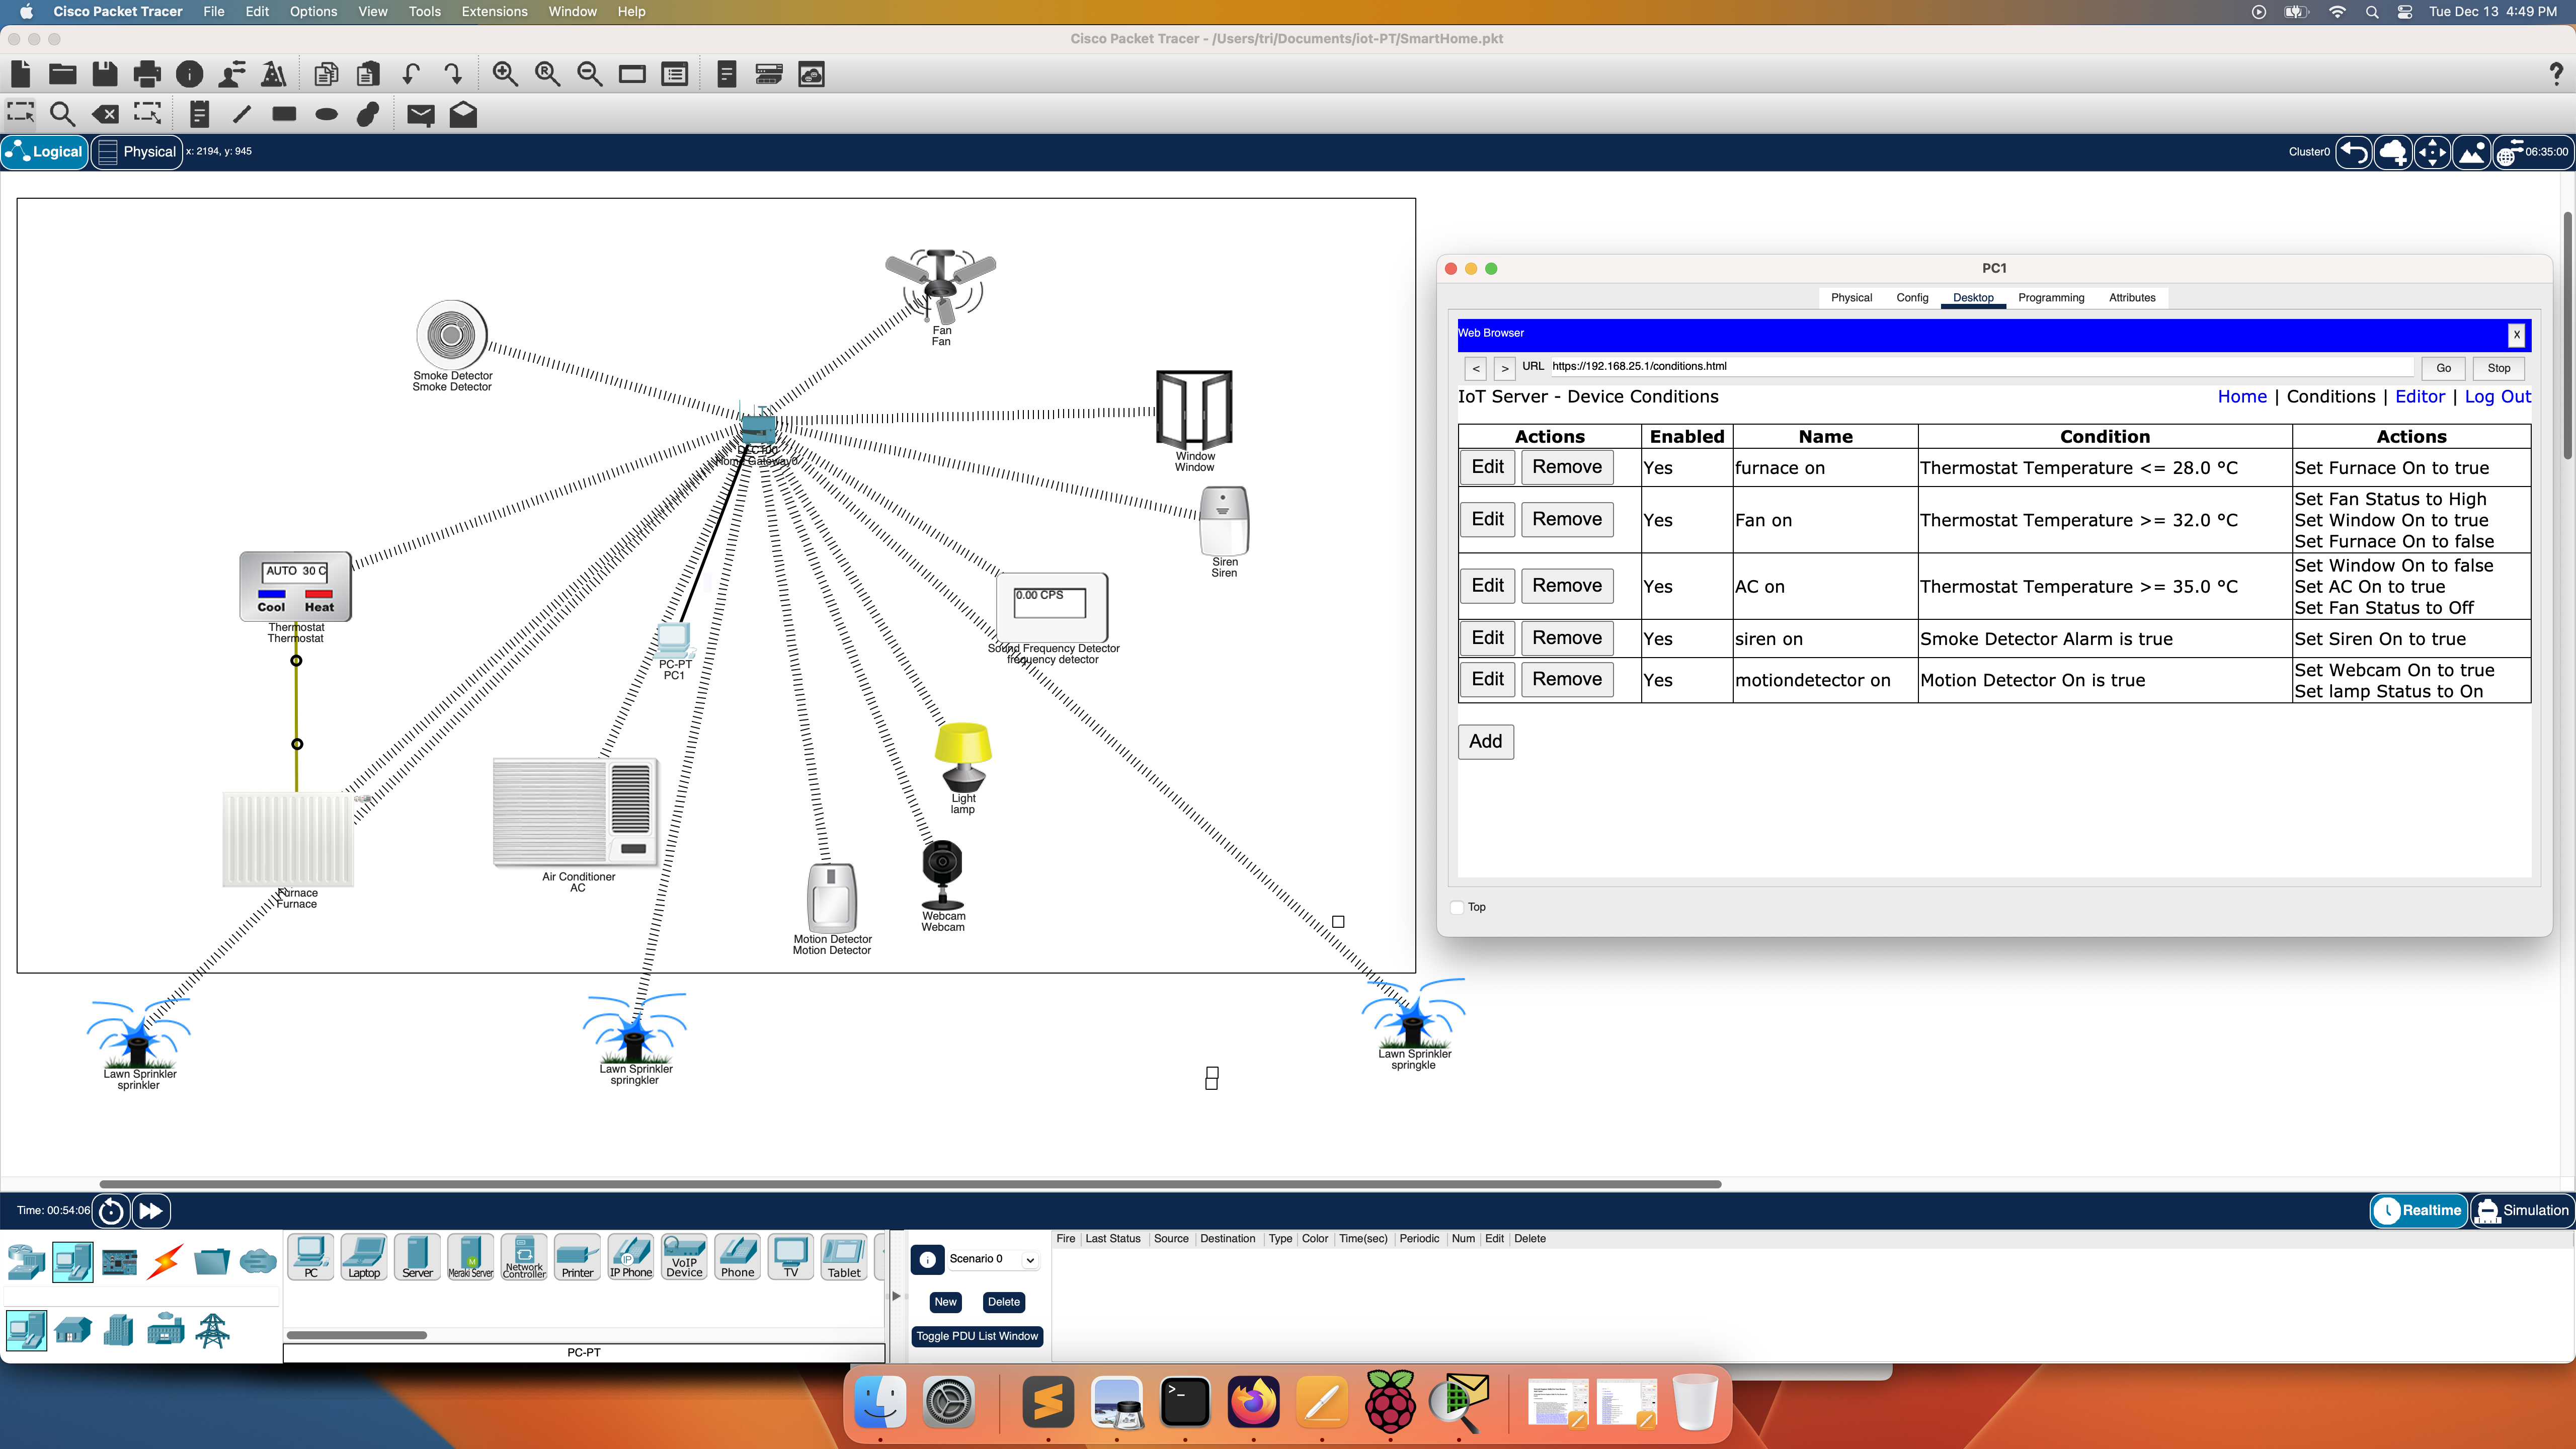 Cisco Packet Tracer File Edit Options View Tools Extensions Window Help Tue Dec 13 4:49 PM
Cisco Packet Tracer - /Users/tri/Documents/iot-PT/SmartHome.pkt
Logical Physical x: 2194, y: 945 Cluster0 06:35:00
Fan
Fan
Smoke Detector
Smoke Detector
Window
Window
Siren
Siren
AUTO 30 C
Cool Heat
Thermostat
Thermostat
0.00 CPS
Sound Frequency Detector
frequency detector
PC-PT
PC1
Light
lamp
Air Conditioner
AC
Furnace
Furnace
Webcam
Webcam
Motion Detector
Motion Detector
Lawn Sprinkler
sprinkler
Lawn Sprinkler
springkler
Lawn Sprinkler
springkle
PC1
Physical Config Desktop Programming Attributes
Web Browser X
< > URL https://192.168.25.1/conditions.html Go Stop
IoT Server - Device Conditions Home | Conditions | Editor | Log Out
Actions Enabled Name Condition Actions
Edit Remove Yes furnace on Thermostat Temperature <= 28.0 °C Set Furnace On to true
Edit Remove Yes Fan on Thermostat Temperature >= 32.0 °C Set Fan Status to High
Set Window On to true
Set Furnace On to false
Edit Remove Yes AC on Thermostat Temperature >= 35.0 °C Set Window On to false
Set AC On to true
Set Fan Status to Off
Edit Remove Yes siren on Smoke Detector Alarm is true Set Siren On to true
Edit Remove Yes motiondetector on Motion Detector On is true Set Webcam On to true
Set lamp Status to On
Add
Top
Time: 00:54:06 Realtime Simulation
PC Laptop Server Meraki Server Network Controller Printer IP Phone VoIP Device Phone TV Tablet
PC-PT
Scenario 0
New Delete
Toggle PDU List Window
Fire Last Status Source Destination Type Color Time(sec) Periodic Num Edit Delete